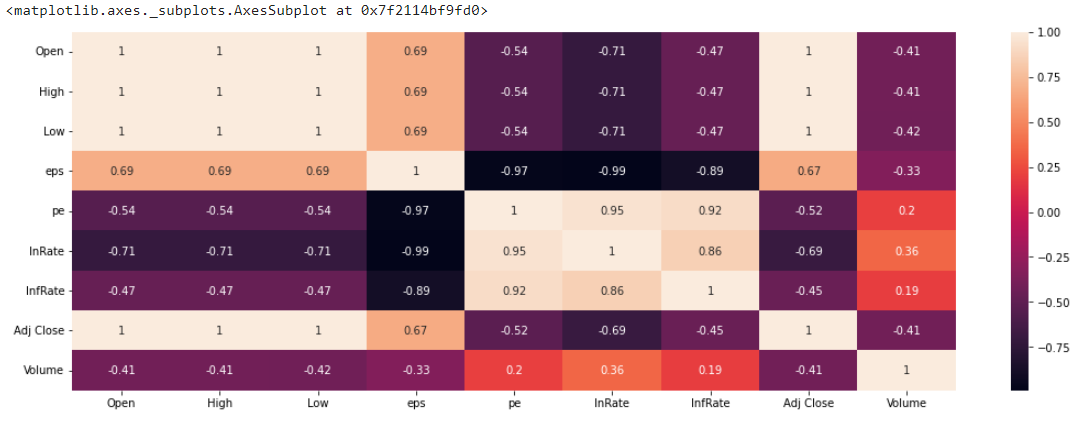 <matplotlib.axes._subplots.AxesSubplot at 0x7f2114bf9fd0>
Open 1 1 1 0.69 -0.54 -0.71 -0.47 1 -0.41
High 1 1 1 0.69 -0.54 -0.71 -0.47 1 -0.41
Low 1 1 1 0.69 -0.54 -0.71 -0.47 1 -0.42
eps 0.69 0.69 0.69 1 -0.97 -0.99 -0.89 0.67 -0.33
pe -0.54 -0.54 -0.54 -0.97 1 0.95 0.92 -0.52 0.2
InRate -0.71 -0.71 -0.71 -0.99 0.95 1 0.86 -0.69 0.36
InfRate -0.47 -0.47 -0.47 -0.89 0.92 0.86 1 -0.45 0.19
Adj Close 1 1 1 0.67 -0.52 -0.69 -0.45 1 -0.41
Volume -0.41 -0.41 -0.42 -0.33 0.2 0.36 0.19 -0.41 1
Open High Low eps pe InRate InfRate Adj Close Volume
1.00
0.75
0.50
0.25
0.00
−0.25
−0.50
−0.75